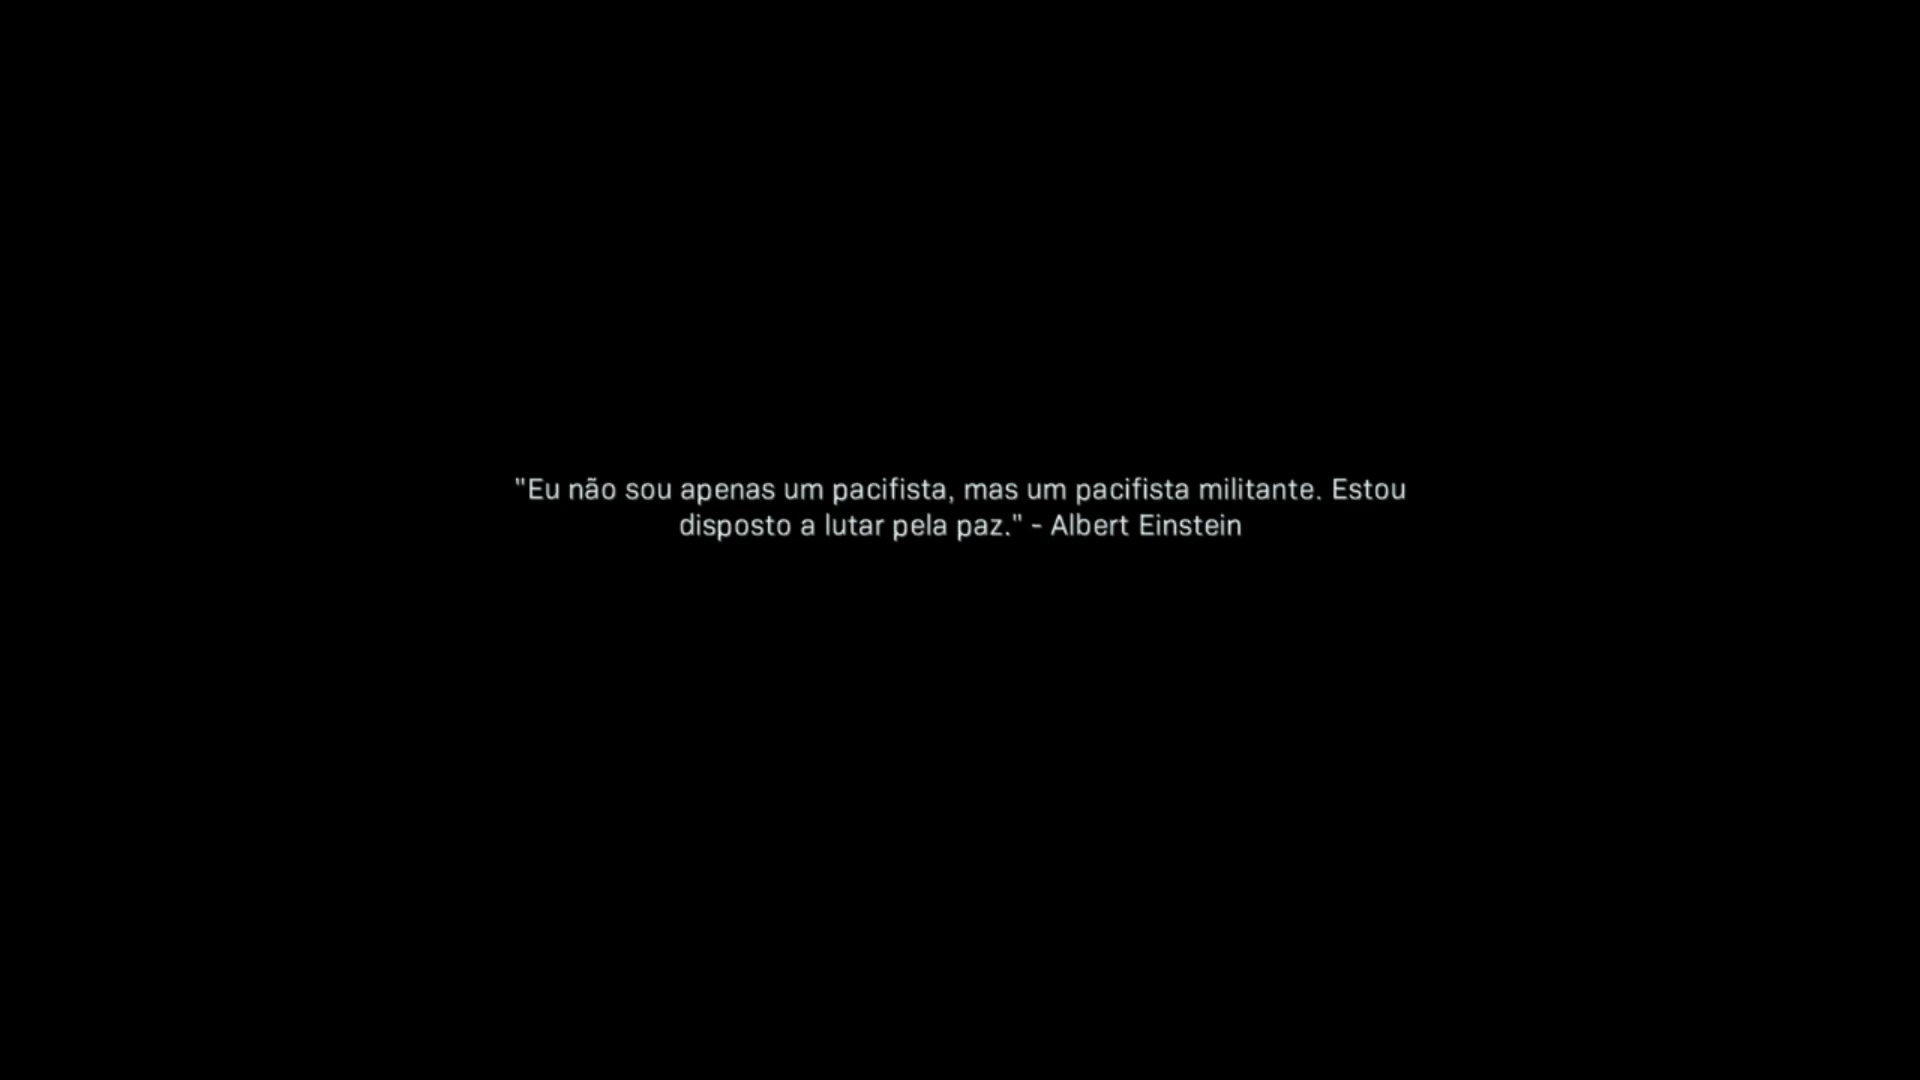 "Eu não sou apenas um pacifista, mas um pacifista militante. Estou
disposto a lutar pela paz." - Albert Einstein